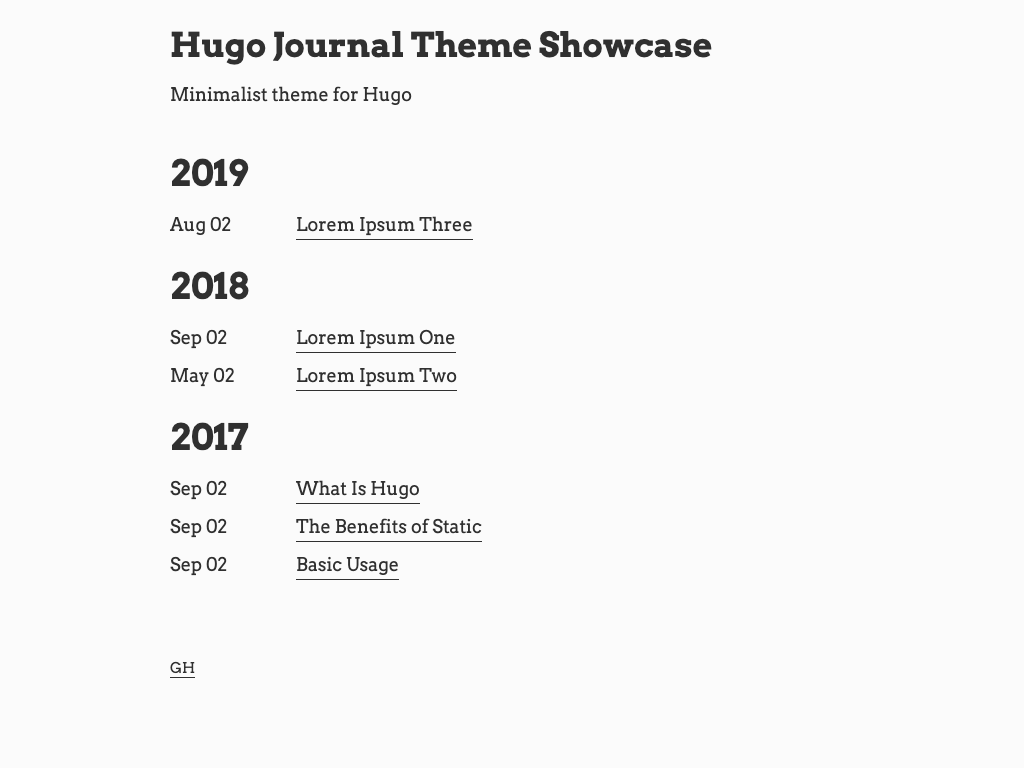 Hugo Journal Theme Showcase
Minimalist theme for Hugo
2019
Aug 02 Lorem Ipsum Three
2018
Sep 02 Lorem Ipsum One
May 02 Lorem Ipsum Two
2017
Sep 02 What Is Hugo
Sep 02 The Benefits of Static
Sep 02 Basic Usage
GH